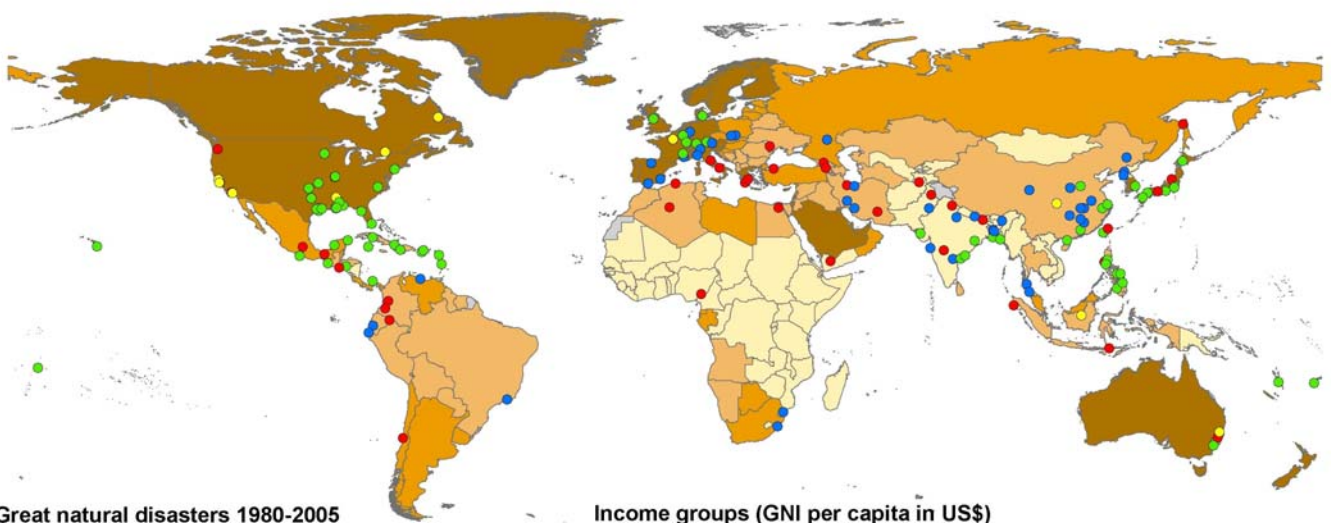 Great natural disasters 1980-2005
Income groups (GNI per capita in US$)